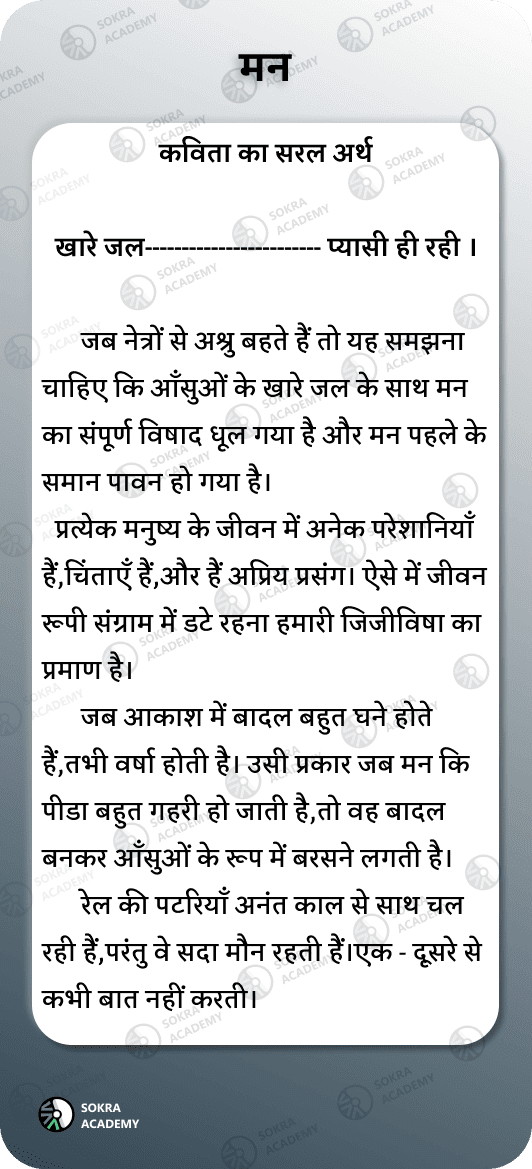 मन
कविता का सरल अर्थ
खारे जल------------------------ प्यासी ही रही ।
जब नेत्रों से अश्रु बहते हैं तो यह समझना
चाहिए कि आँसुओं के खारे जल के साथ मन
का संपूर्ण विषाद धूल गया है और मन पहले के
समान पावन हो गया है।
प्रत्येक मनुष्य के जीवन में अनेक परेशानियाँ
हैं,चिंताएँ हैं,और हैं अप्रिय प्रसंग। ऐसे में जीवन
रूपी संग्राम में डटे रहना हमारी जिजीविषा का
प्रमाण है।
जब आकाश में बादल बहुत घने होते
हैं,तभी वर्षा होती है। उसी प्रकार जब मन कि
पीडा बहुत गहरी हो जाती है,तो वह बादल
बनकर आँसुओं के रूप में बरसने लगती है।
रेल की पटरियाँ अनंत काल से साथ चल
रही हैं,परंतु वे सदा मौन रहती हैं।एक - दूसरे से
कभी बात नहीं करती।
SOKRA
ACADEMY